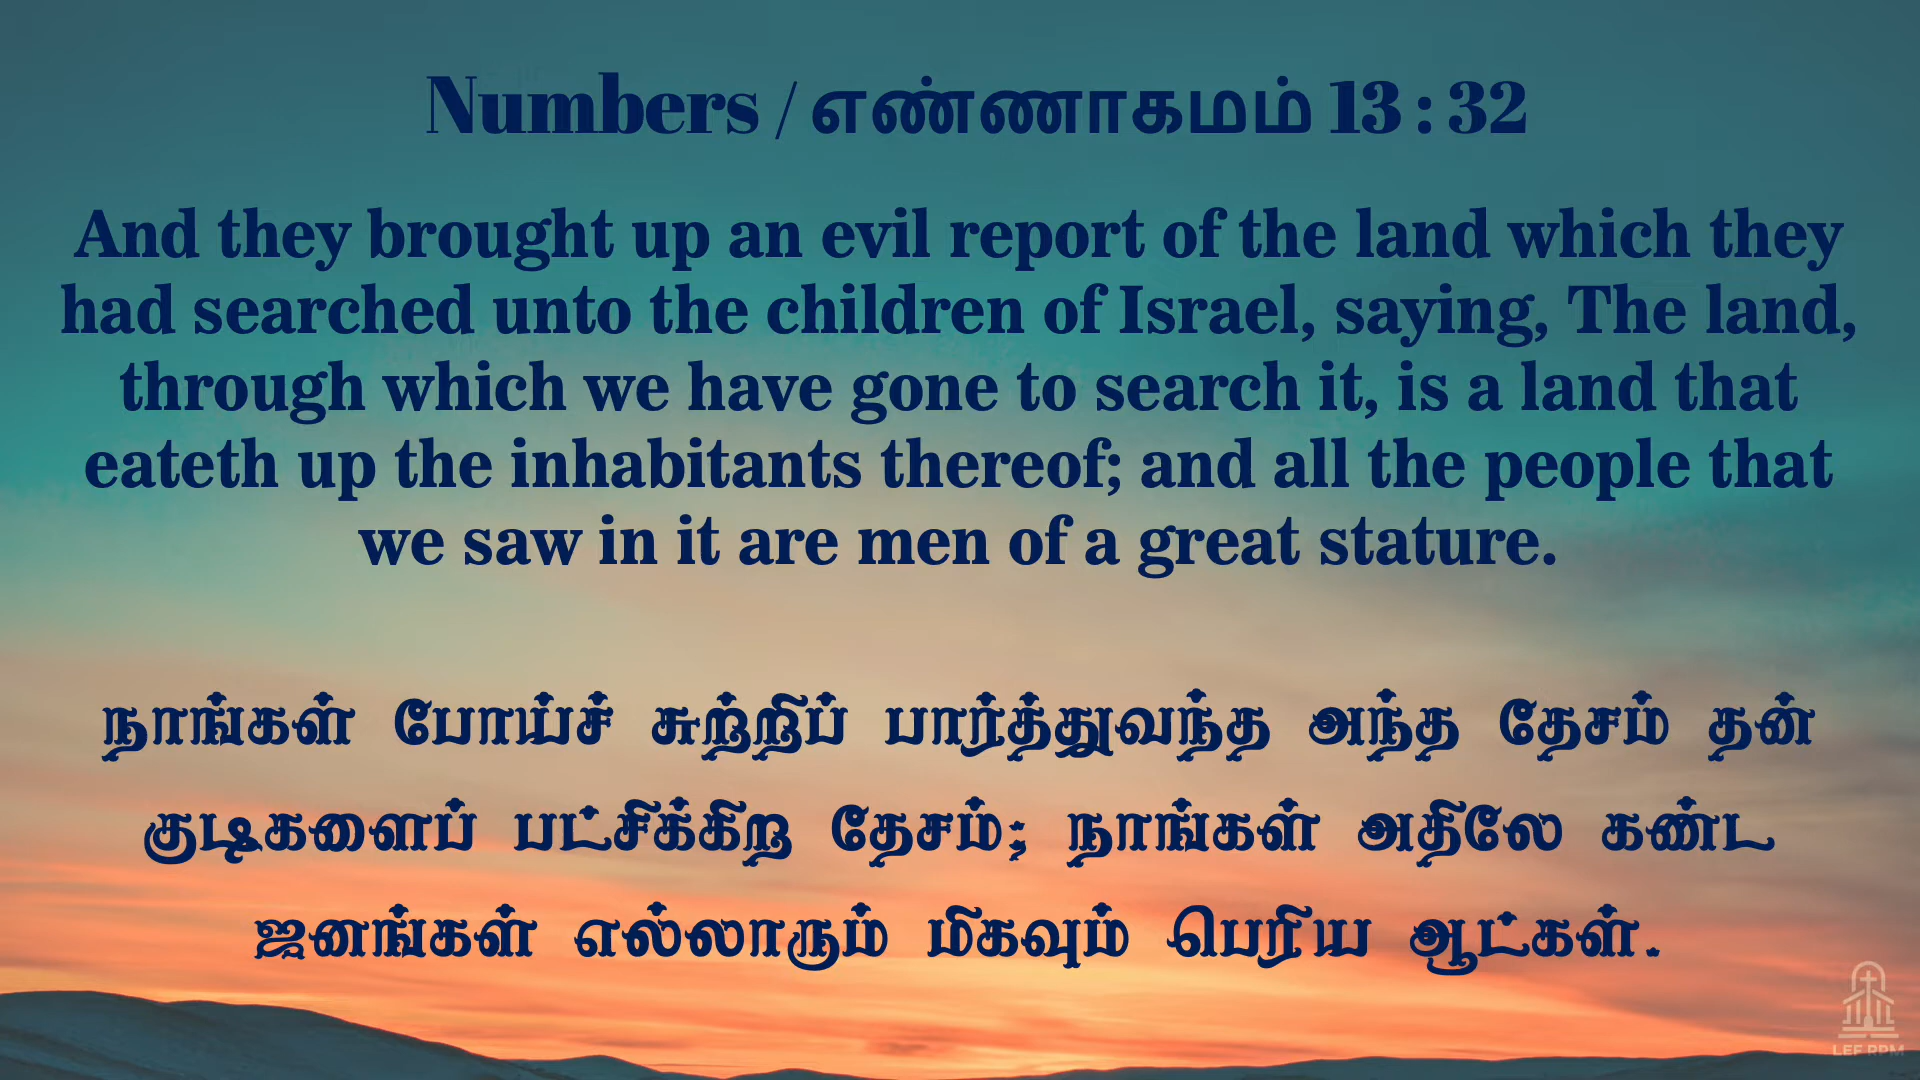 Numbers / எண்ணாகமம் 13 : 32
And they brought up an evil report of the land which they
had searched unto the children of Israel, saying, The land,
through which we have gone to search it, is a land that
eateth up the inhabitants thereof; and all the people that
we saw in it are men of a great stature.
நாங்கள் போய்ச் சுற்றிப் பார்த்துவந்த அந்த தேசம் தன்
குடிகளைப் பட்சிக்கிற தேசம்; நாங்கள் அதிலே கண்ட
ஜனங்கள் எல்லாரும் மிகவும் பெரிய ஆட்கள்.
LEF RPM